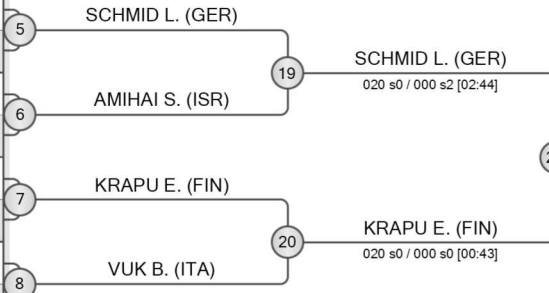 SCHMID L. (GER)
5
19
SCHMID L. (GER)
020 s0 / 000 s2 [02:44]
AMIHAI S. (ISR)
6
KRAPU E. (FIN)
7
20
KRAPU E. (FIN)
020 s0 / 000 s0 [00:43]
VUK B. (ITA)
8